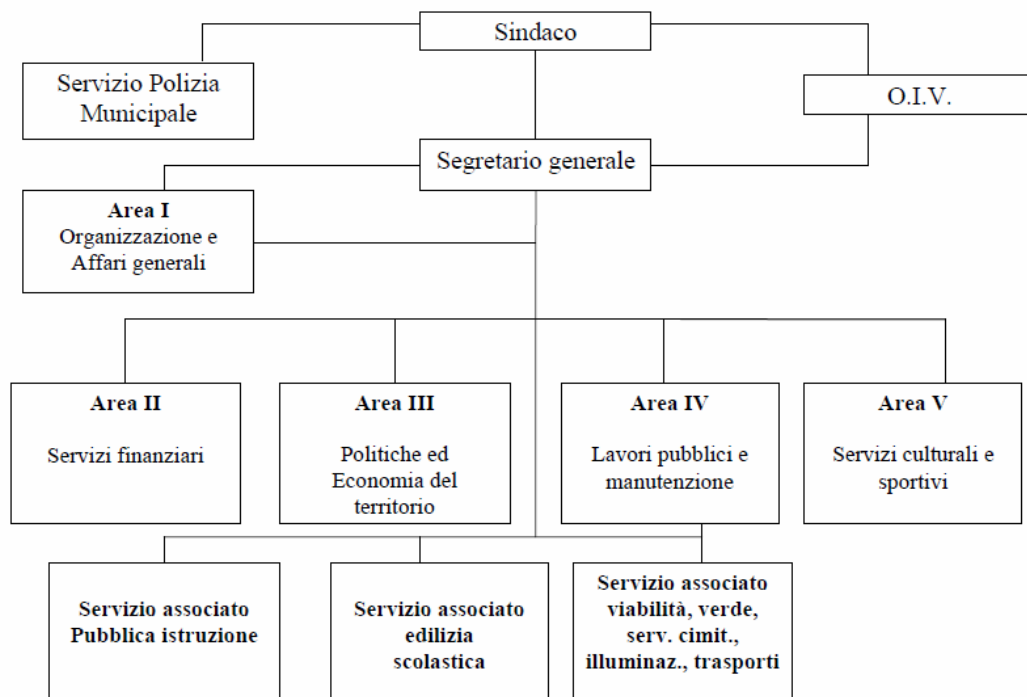 Sindaco
Servizio Polizia
Municipale
O.I.V.
Segretario generale
Area I
Organizzazione e
Affari generali
Area II
Servizi finanziari
Area III
Politiche ed
Economia del
territorio
Area IV
Lavori pubblici e
manutenzione
Area V
Servizi culturali e
sportivi
Servizio associato
Pubblica istruzione
Servizio associato
edilizia
scolastica
Servizio associato
viabilità, verde,
serv. cimit.,
illuminaz., trasporti